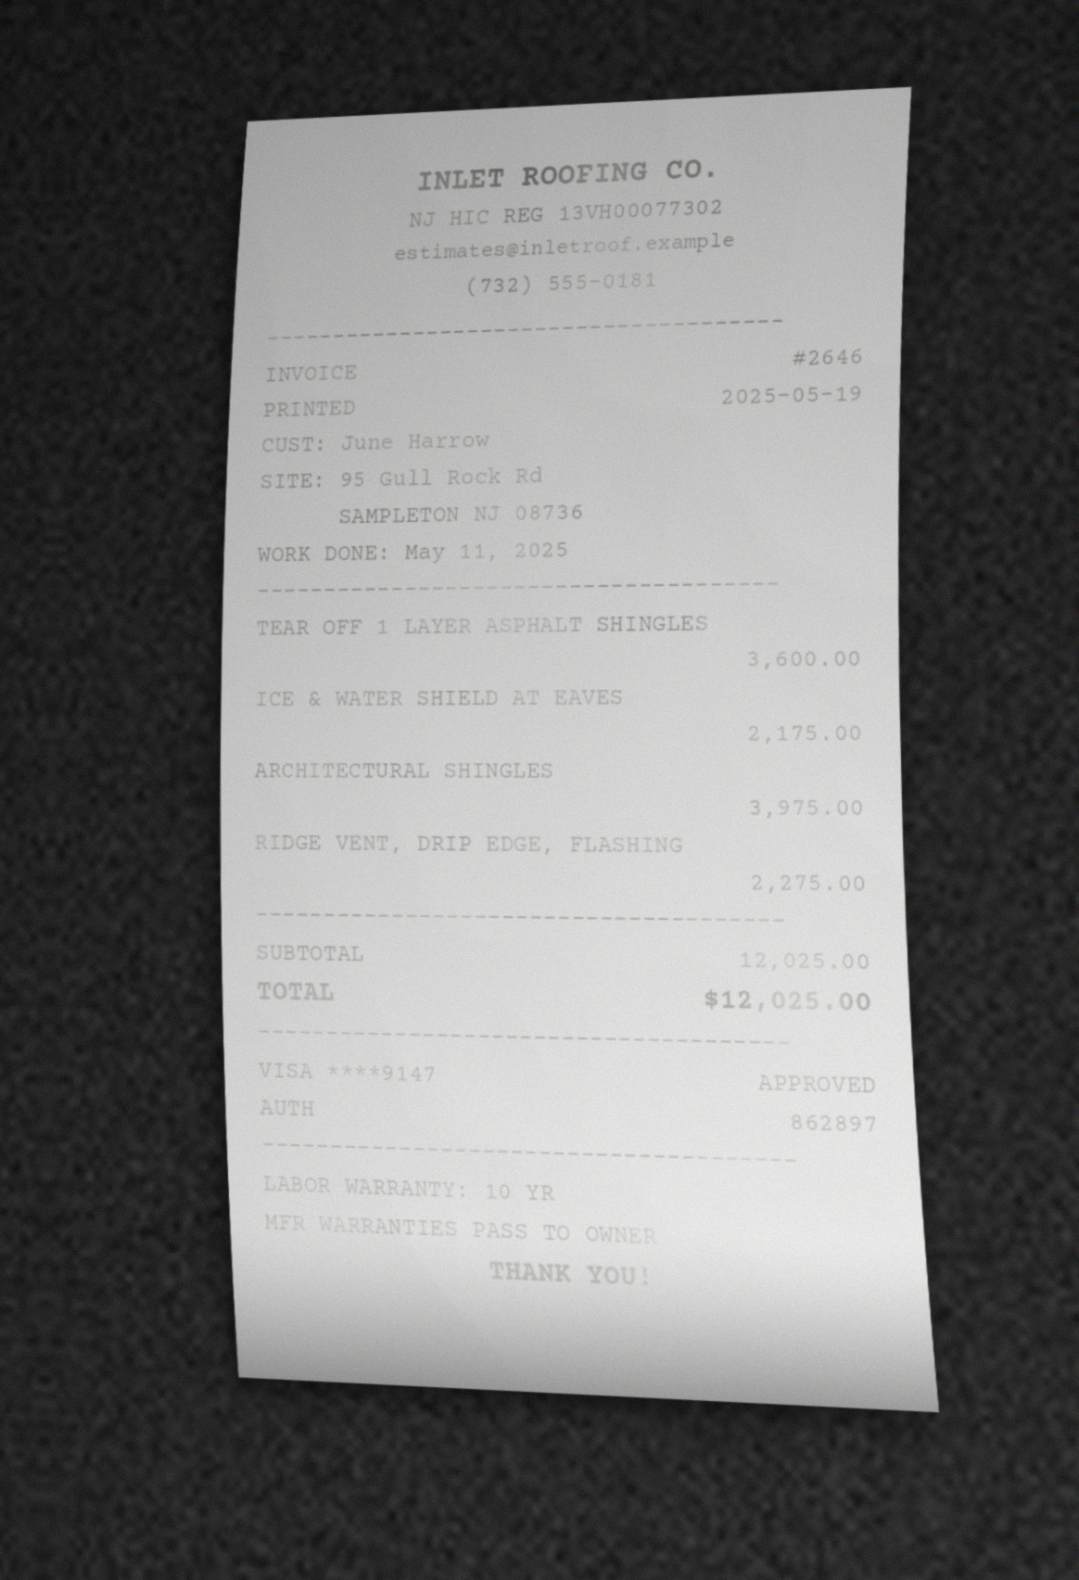 INLET ROOFING CO.
NJ HIC REG 13VH00077302
estimates@inletroof.example
(732) 555-0181
---------------------------------------
INVOICE #2646
PRINTED 2025-05-19
CUST: June Harrow
SITE: 95 Gull Rock Rd
SAMPLETON NJ 08736
WORK DONE: May 11, 2025
---------------------------------------
TEAR OFF 1 LAYER ASPHALT SHINGLES
3,600.00
ICE & WATER SHIELD AT EAVES
2,175.00
ARCHITECTURAL SHINGLES
3,975.00
RIDGE VENT, DRIP EDGE, FLASHING
2,275.00
---------------------------------------
SUBTOTAL 12,025.00
TOTAL $12,025.00
---------------------------------------
VISA ****9147 APPROVED
AUTH 862897
---------------------------------------
LABOR WARRANTY: 10 YR
MFR WARRANTIES PASS TO OWNER
THANK YOU!